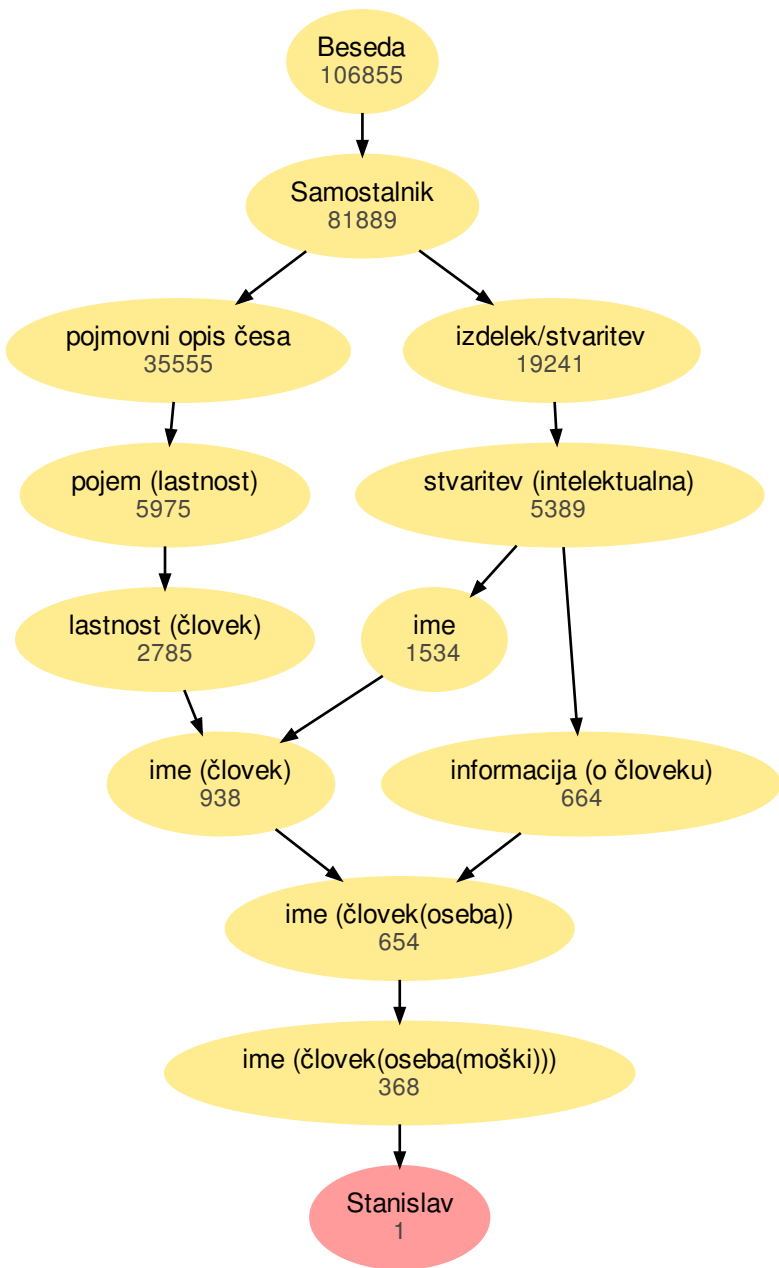 Beseda
106855
Samostalnik
81889
pojmovni opis česa
35555
izdelek/stvaritev
19241
pojem (lastnost)
5975
stvaritev (intelektualna)
5389
lastnost (človek)
2785
ime
1534
ime (človek)
938
informacija (o človeku)
664
ime (človek(oseba))
654
ime (človek(oseba(moški)))
368
Stanislav
1